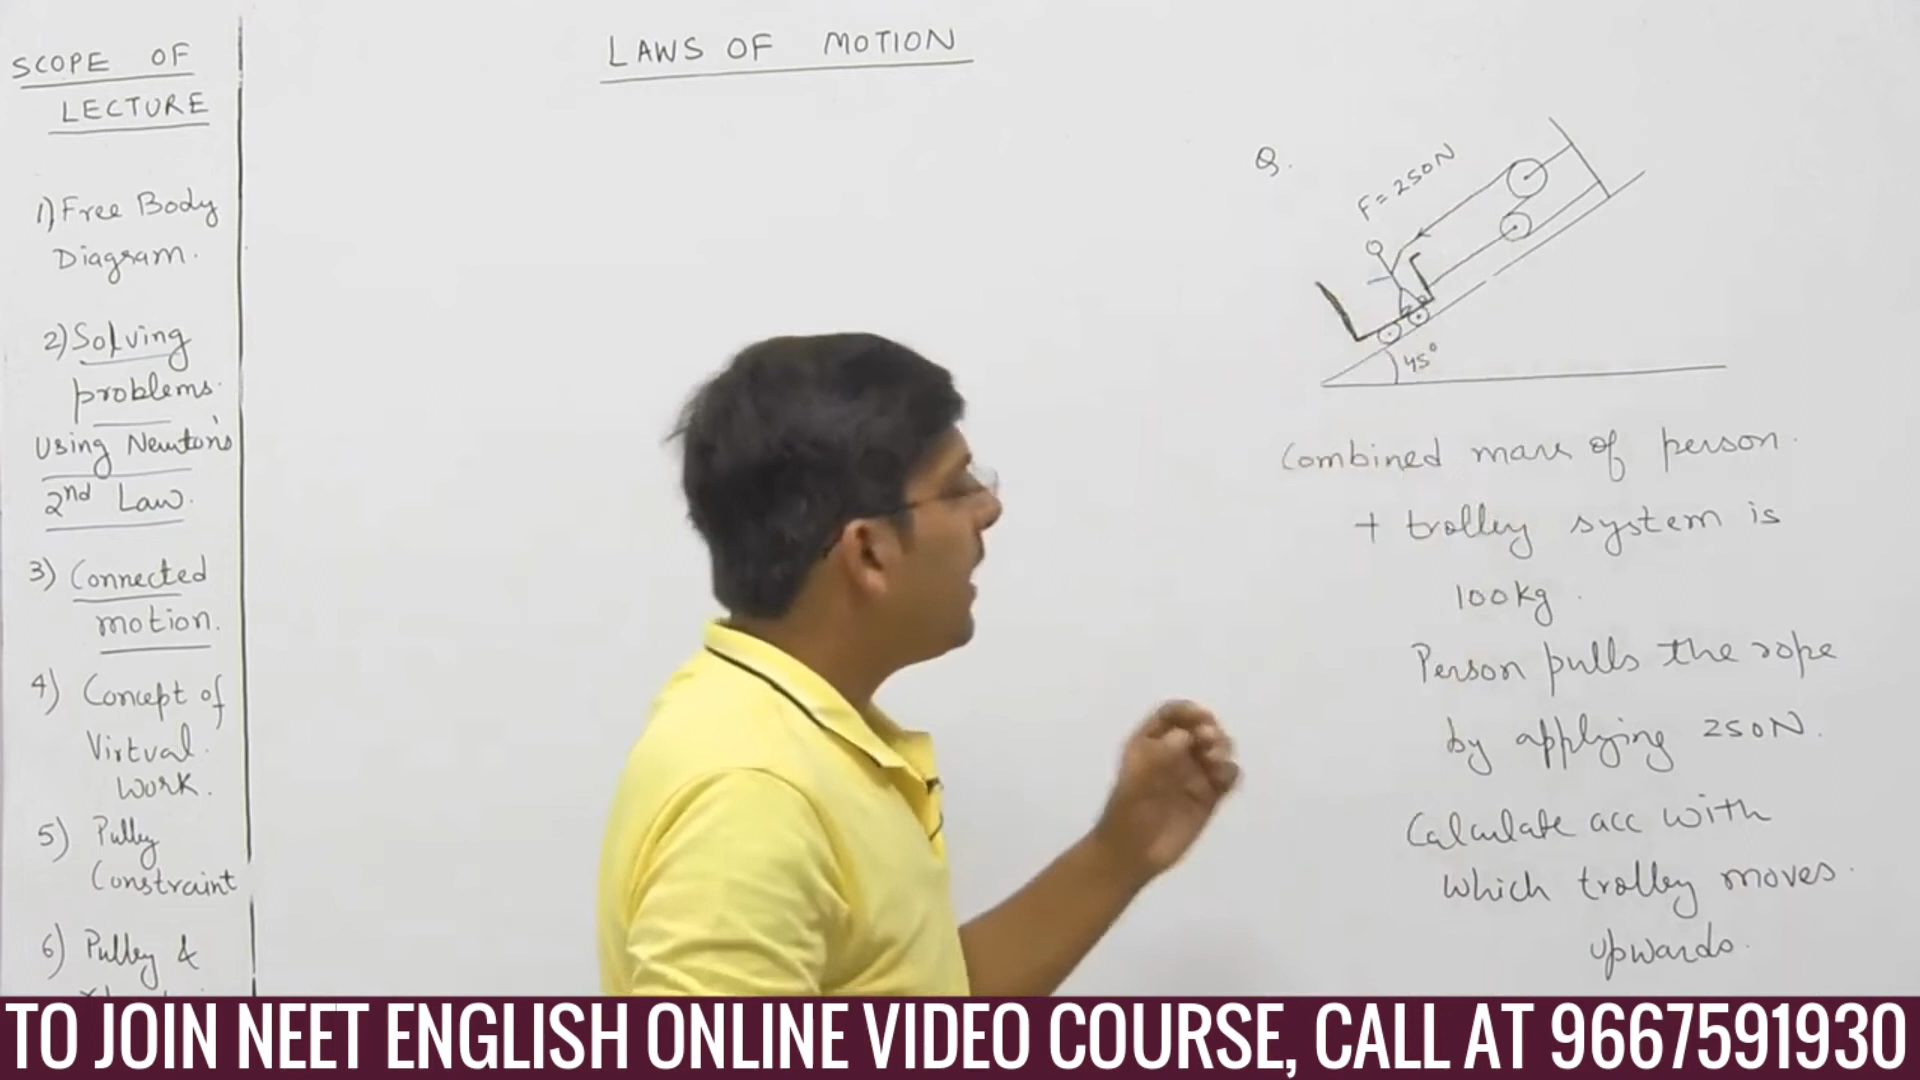 SCOPE OF
LECTURE
1) Free Body
Diagram.
2) Solving
problems.
Using Newton's
2nd Law.
3) Connected
motion.
4) Concept of
Virtual
Work.
5) Pulley
Constraint
6) Pulley &
LAWS OF MOTION
Q.
F = 250N
45°
Combined mass of person
+ trolley system is
100kg.
Person pulls the rope
by applying 250N.
Calculate acc with
which trolley moves
upwards.
TO JOIN NEET ENGLISH ONLINE VIDEO COURSE, CALL AT 9667591930